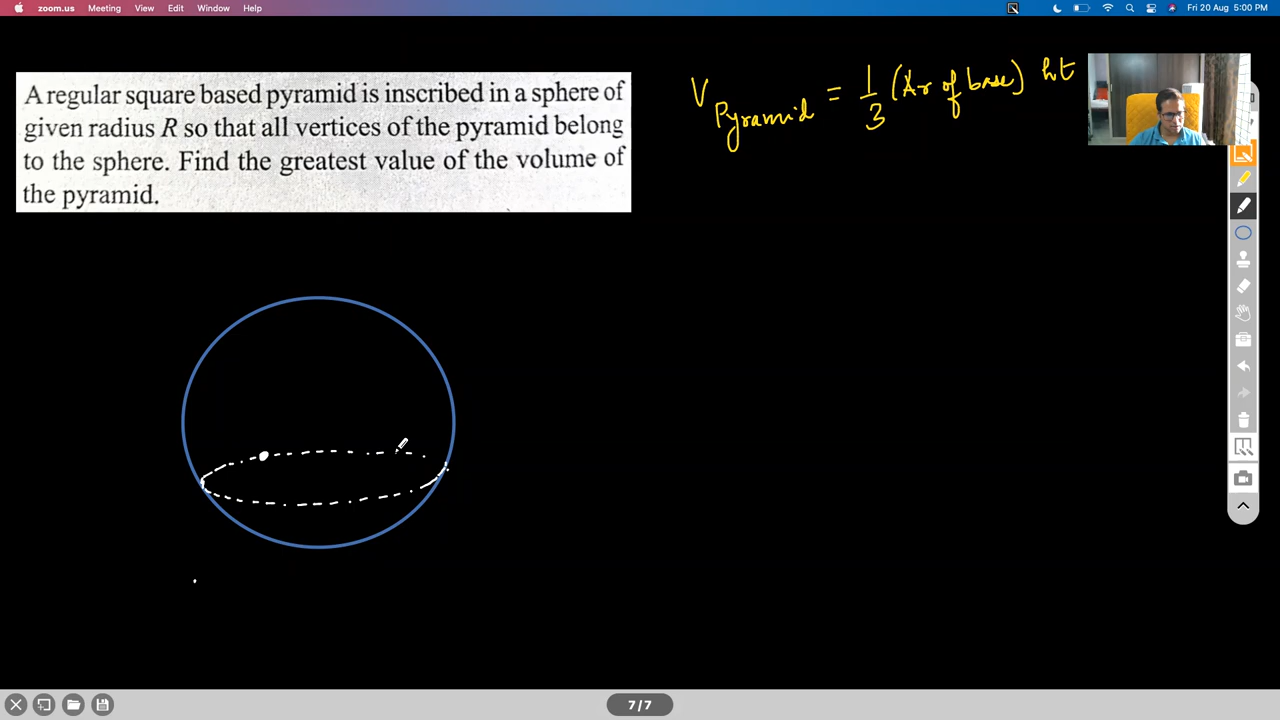 zoom.us Meeting View Edit Window Help Fri 20 Aug 5:00 PM
A regular square based pyramid is inscribed in a sphere of
given radius R so that all vertices of the pyramid belong
to the sphere. Find the greatest value of the volume of
the pyramid.
V Pyramid = 1/3 (Ar of base) ht
7/7